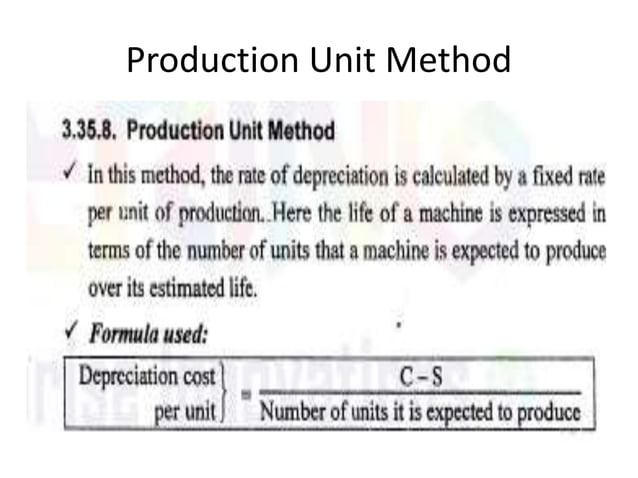 Production Unit Method
3.35.8. Production Unit Method
✓ In this method, the rate of depreciation is calculated by a fixed rate
per unit of production. Here the life of a machine is expressed in
terms of the number of units that a machine is expected to produce
over its estimated life.
✓ Formula used:
Depreciation cost per unit } = C – S
Number of units it is expected to produce